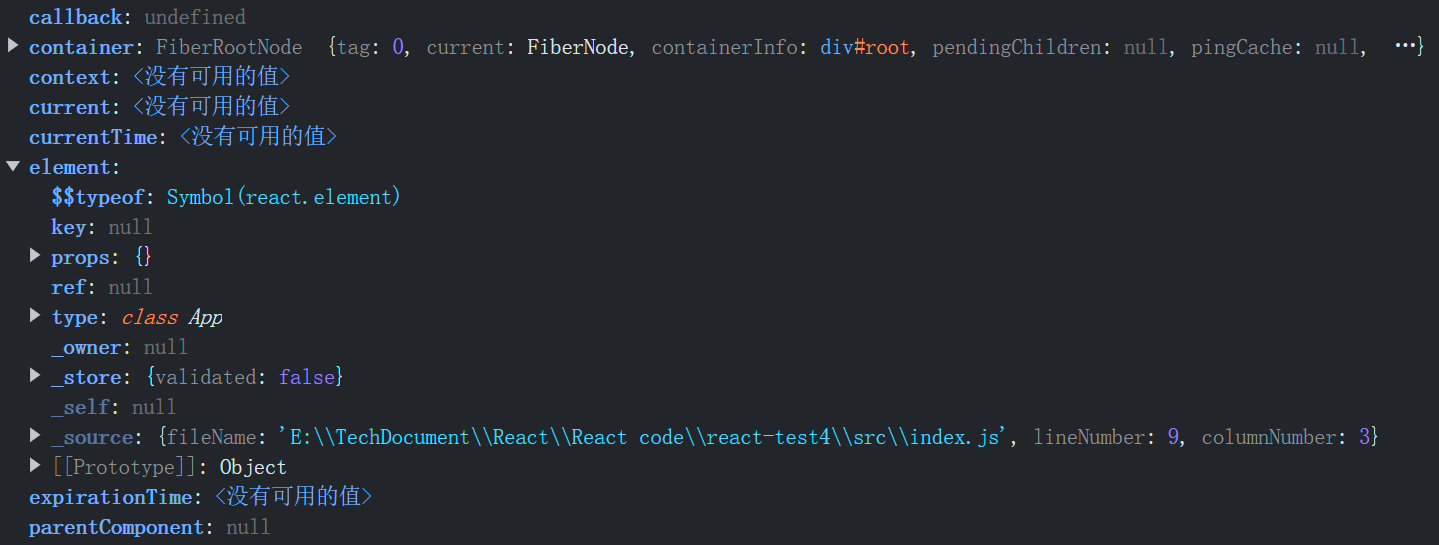 callback: undefined
container: FiberRootNode {tag: 0, current: FiberNode, containerInfo: div#root, pendingChildren: null, pingCache: null, …}
context: <没有可用的值>
current: <没有可用的值>
currentTime: <没有可用的值>
element:
$$typeof: Symbol(react.element)
key: null
props: {}
ref: null
type: class App
_owner: null
_store: {validated: false}
_self: null
_source: {fileName: 'E:\\TechDocument\\React\\React code\\react-test4\\src\\index.js', lineNumber: 9, columnNumber: 3}
[[Prototype]]: Object
expirationTime: <没有可用的值>
parentComponent: null